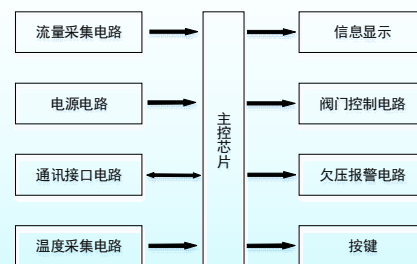 流量采集电路
电源电路
通讯接口电路
温度采集电路
主控芯片
信息显示
阀门控制电路
欠压报警电路
按键